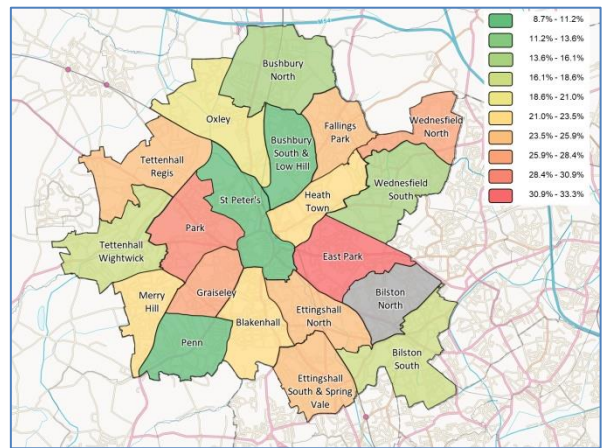 8.7% - 11.2%
11.2% - 13.6%
13.6% - 16.1%
16.1% - 18.6%
18.6% - 21.0%
21.0% - 23.5%
23.5% - 25.9%
25.9% - 28.4%
28.4% - 30.9%
30.9% - 33.3%
Bushbury
North
Oxley
Bushbury
South &
Low Hill
Fallings
Park
Wednesfield
North
Tettenhall
Regis
St Peter's
Heath
Town
Wednesfield
South
Park
Tettenhall
Wightwick
East Park
Bilston
North
Merry
Hill
Graiseley
Blakenhall
Ettingshall
North
Penn
Bilston
South
Ettingshall
South & Spring
Vale